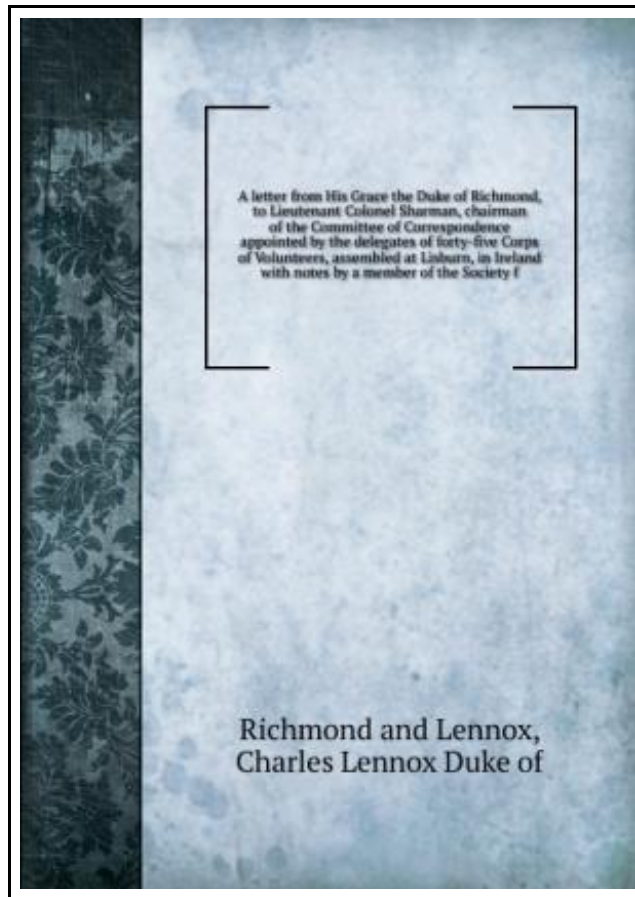 A letter from His Grace the Duke of Richmond,
to Lieutenant Colonel Sharman, chairman
of the Committee of Correspondence
appointed by the delegates of forty-five Corps
of Volunteers, assembled at Lisburn, in Ireland
with notes by a member of the Society f
Richmond and Lennox,
Charles Lennox Duke of